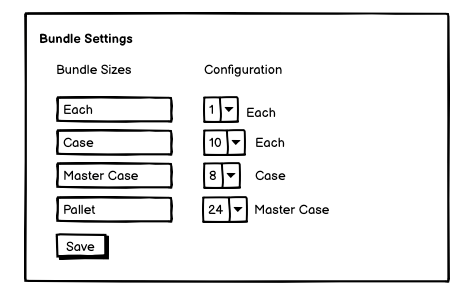 Bundle Settings
Bundle Sizes Configuration
Each 1 Each
Case 10 Each
Master Case 8 Case
Pallet 24 Master Case
Save